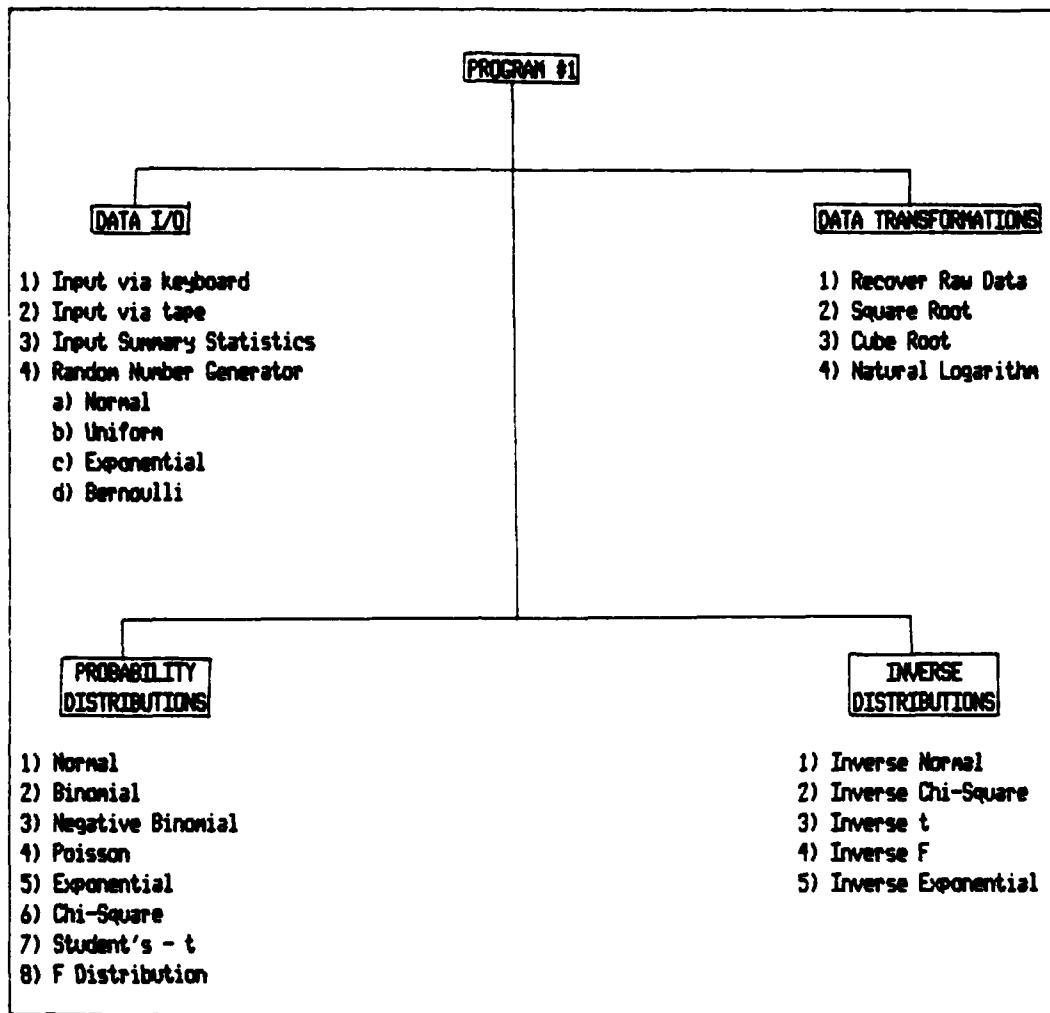 PROGRAM #1
DATA I/O
1) Input via keyboard
2) Input via tape
3) Input Summary Statistics
4) Random Number Generator
a) Normal
b) Uniform
c) Exponential
d) Bernoulli
DATA TRANSFORMATIONS
1) Recover Raw Data
2) Square Root
3) Cube Root
4) Natural Logarithm
PROBABILITY
DISTRIBUTIONS
1) Normal
2) Binomial
3) Negative Binomial
4) Poisson
5) Exponential
6) Chi-Square
7) Student's - t
8) F Distribution
INVERSE
DISTRIBUTIONS
1) Inverse Normal
2) Inverse Chi-Square
3) Inverse t
4) Inverse F
5) Inverse Exponential